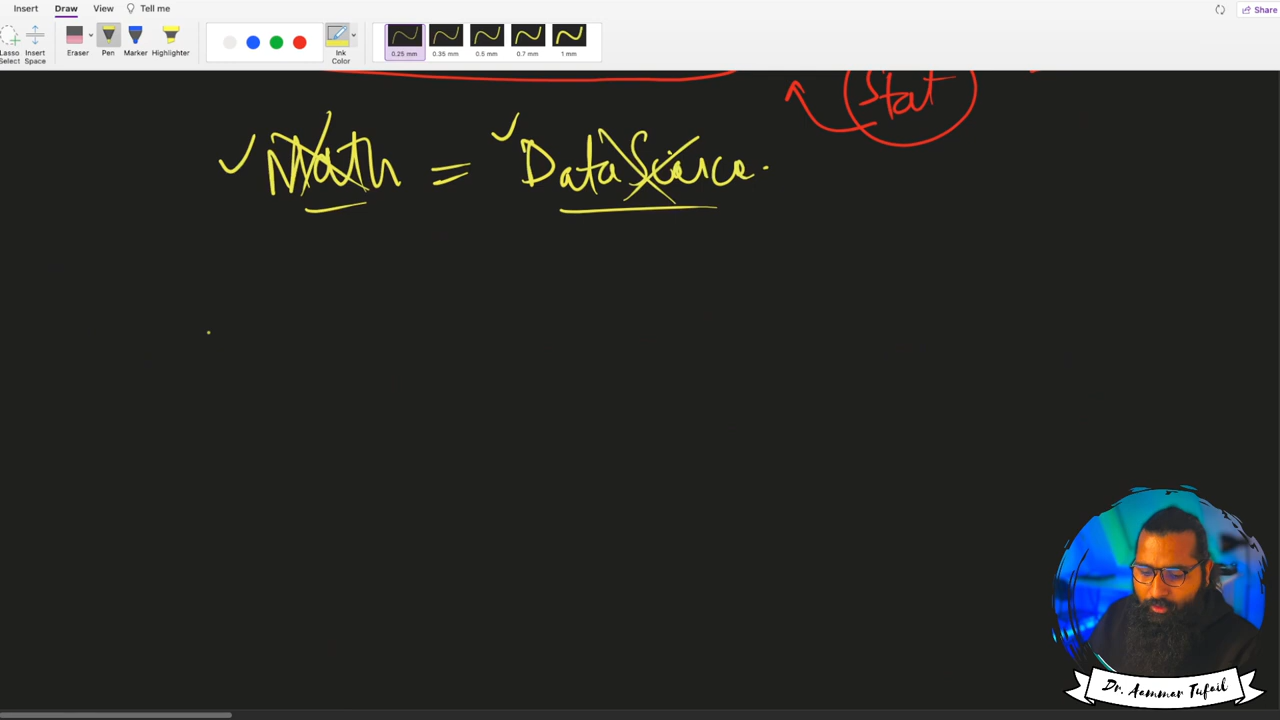 Insert Draw View Tell me
Share
Lasso Select
Insert Space
Eraser
Pen
Marker
Highlighter
Ink Color
0.25 mm
0.35 mm
0.5 mm
0.7 mm
1 mm
Stat
Math = Data Science.
Dr. Aammar Tufail